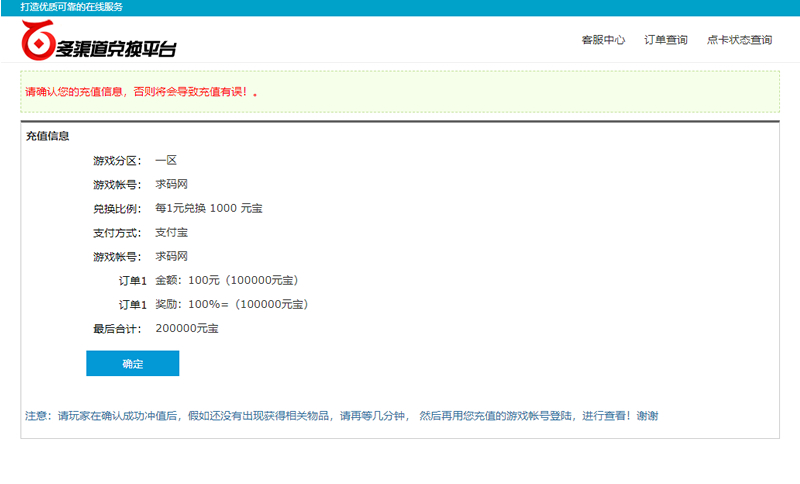 打造优质可靠的在线服务
多渠道兑换平台
客服中心 订单查询 点卡状态查询
请确认您的充值信息，否则将会导致充值有误！。
充值信息
游戏分区： 一区
游戏帐号： 求码网
兑换比例： 每1元兑换 1000 元宝
支付方式： 支付宝
游戏帐号： 求码网
订单1 金额：100元（100000元宝）
订单1 奖励：100%=（100000元宝）
最后合计： 200000元宝
确定
注意：请玩家在确认成功冲值后，假如还没有出现获得相关物品，请再等几分钟， 然后再用您充值的游戏帐号登陆，进行查看！谢谢